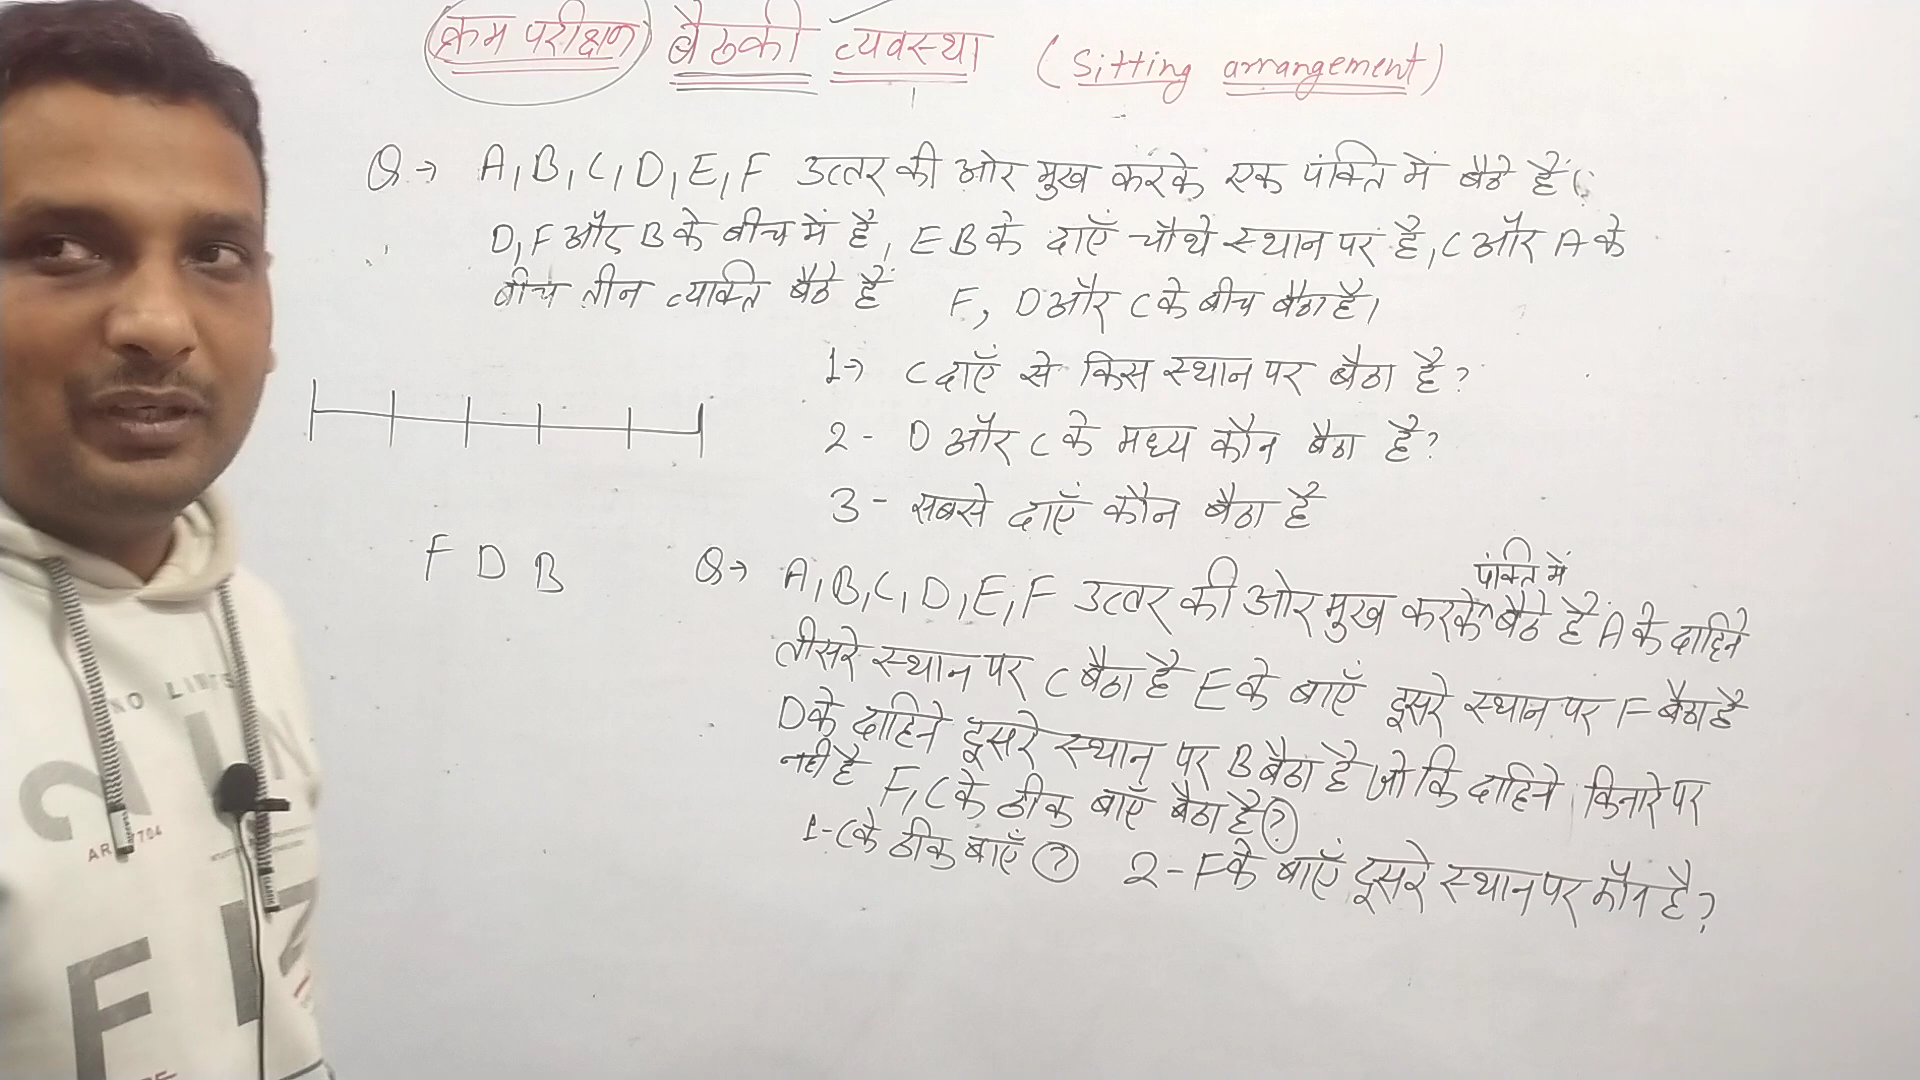 क्रम परीक्षण बैठकी व्यवस्था (Sitting arrangement)
Q→ A, B, C, D, E, F उत्तर की ओर मुख करके एक पंक्ति में बैठे हैं।
D, F और B के बीच में है, E B के दाएँ चौथे स्थान पर है, C और A के
बीच तीन व्यक्ति बैठे हैं F, D और C के बीच बैठा है।
1→ C दाएँ से किस स्थान पर बैठा है?
2- D और C के मध्य कौन बैठा है?
3- सबसे दाएँ कौन बैठा है
F D B
Q→ A, B, C, D, E, F उत्तर की ओर मुख करके पंक्ति में बैठे हैं A के दाहिने
तीसरे स्थान पर C बैठा है E के बाएँ दूसरे स्थान पर F बैठा है
D के दाहिने दूसरे स्थान पर B बैठा है जो कि दाहिने किनारे पर
नही है F, C के ठीक बाएँ बैठा है?
1- C के ठीक बाएँ ? 2- F के बाएँ दूसरे स्थान पर कौन है?
NO LIMITS